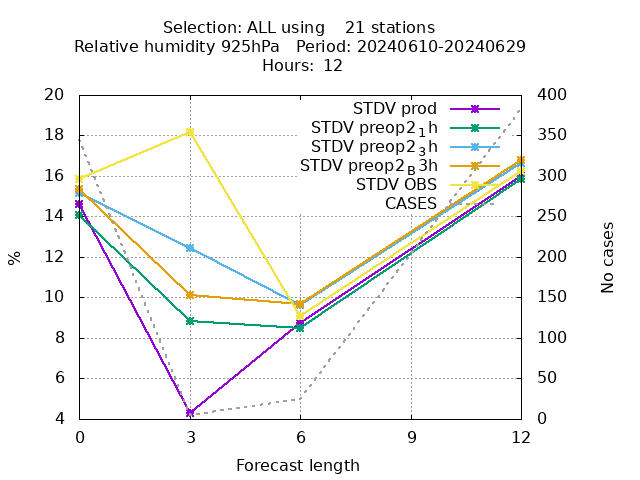 Selection: ALL using    21 stations
Relative humidity 925hPa   Period: 20240610-20240629
Hours: 12
STDV prod
STDV preop2₁h
STDV preop2₃h
STDV preop2_B3h
STDV OBS
CASES
20
18
16
14
12
10
8
6
4
400
350
300
250
200
150
100
50
0
%
No cases
0 3 6 9 12
Forecast length